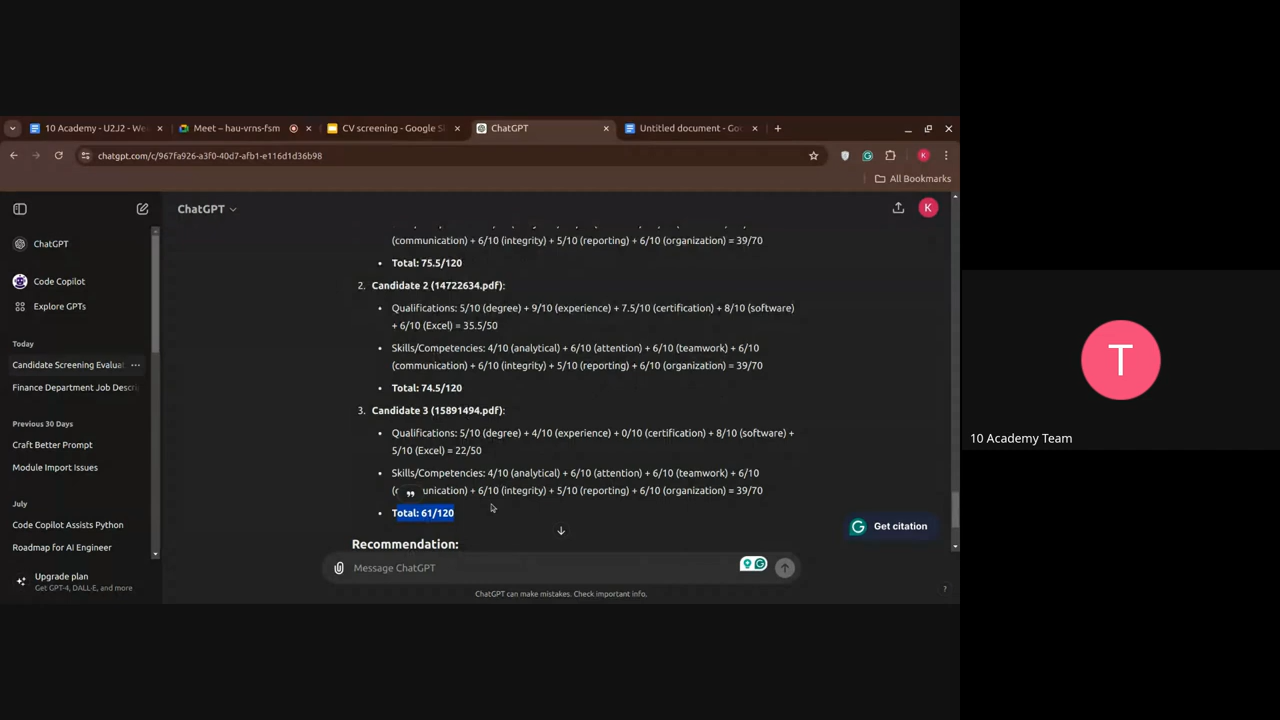 10 Academy - U2J2 - We
Meet – hau-vrns-fsm
CV screening - Google S
ChatGPT
Untitled document - Go
chatgpt.com/c/967fa926-a3f0-40d7-afb1-e116d1d36b98
K
All Bookmarks
ChatGPT
K
ChatGPT
Code Copilot
Explore GPTs
Today
Candidate Screening Evaluat
Finance Department Job Descri
Previous 30 Days
Craft Better Prompt
Module Import Issues
July
Code Copilot Assists Python
Roadmap for AI Engineer
Upgrade plan
Get GPT-4, DALL·E, and more
(communication) + 6/10 (integrity) + 5/10 (reporting) + 6/10 (organization) = 39/70
• Total: 75.5/120
2. Candidate 2 (14722634.pdf):
• Qualifications: 5/10 (degree) + 9/10 (experience) + 7.5/10 (certification) + 8/10 (software)
+ 6/10 (Excel) = 35.5/50
• Skills/Competencies: 4/10 (analytical) + 6/10 (attention) + 6/10 (teamwork) + 6/10
(communication) + 6/10 (integrity) + 5/10 (reporting) + 6/10 (organization) = 39/70
• Total: 74.5/120
3. Candidate 3 (15891494.pdf):
• Qualifications: 5/10 (degree) + 4/10 (experience) + 0/10 (certification) + 8/10 (software) +
5/10 (Excel) = 22/50
• Skills/Competencies: 4/10 (analytical) + 6/10 (attention) + 6/10 (teamwork) + 6/10
unication) + 6/10 (integrity) + 5/10 (reporting) + 6/10 (organization) = 39/70
• Total: 61/120
Recommendation:
Get citation
Message ChatGPT
ChatGPT can make mistakes. Check important info.
?
T
10 Academy Team